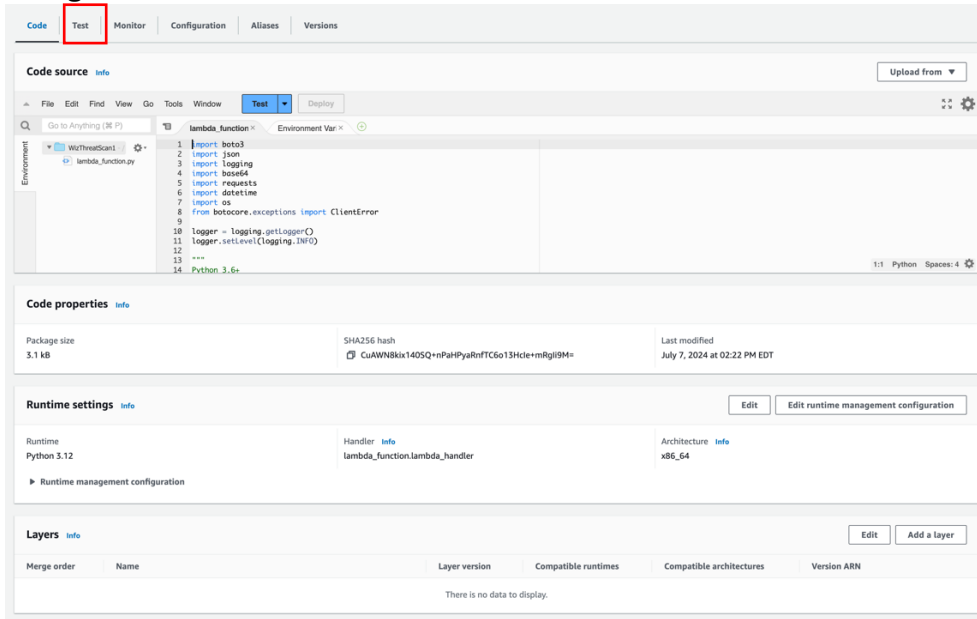 Code Test Monitor Configuration Aliases Versions
Code source Info Upload from ▼
File Edit Find View Go Tools Window Test Deploy
Go to Anything (⌘ P) lambda_function × Environment Var ×
Environment
WizThreatScan1
lambda_function.py
1 import boto3
2 import json
3 import logging
4 import base64
5 import requests
6 import datetime
7 import os
8 from botocore.exceptions import ClientError
9
10 logger = logging.getLogger()
11 logger.setLevel(logging.INFO)
12
13 """
14 Python 3.6+
1:1 Python Spaces: 4
Code properties Info
Package size SHA256 hash Last modified
3.1 kB CuAWN8kix140SQ+nPaHPyaRnfTC6o13Hcle+mRgIi9M= July 7, 2024 at 02:22 PM EDT
Runtime settings Info Edit Edit runtime management configuration
Runtime Handler Info Architecture Info
Python 3.12 lambda_function.lambda_handler x86_64
Runtime management configuration
Layers Info Edit Add a layer
Merge order Name Layer version Compatible runtimes Compatible architectures Version ARN
There is no data to display.